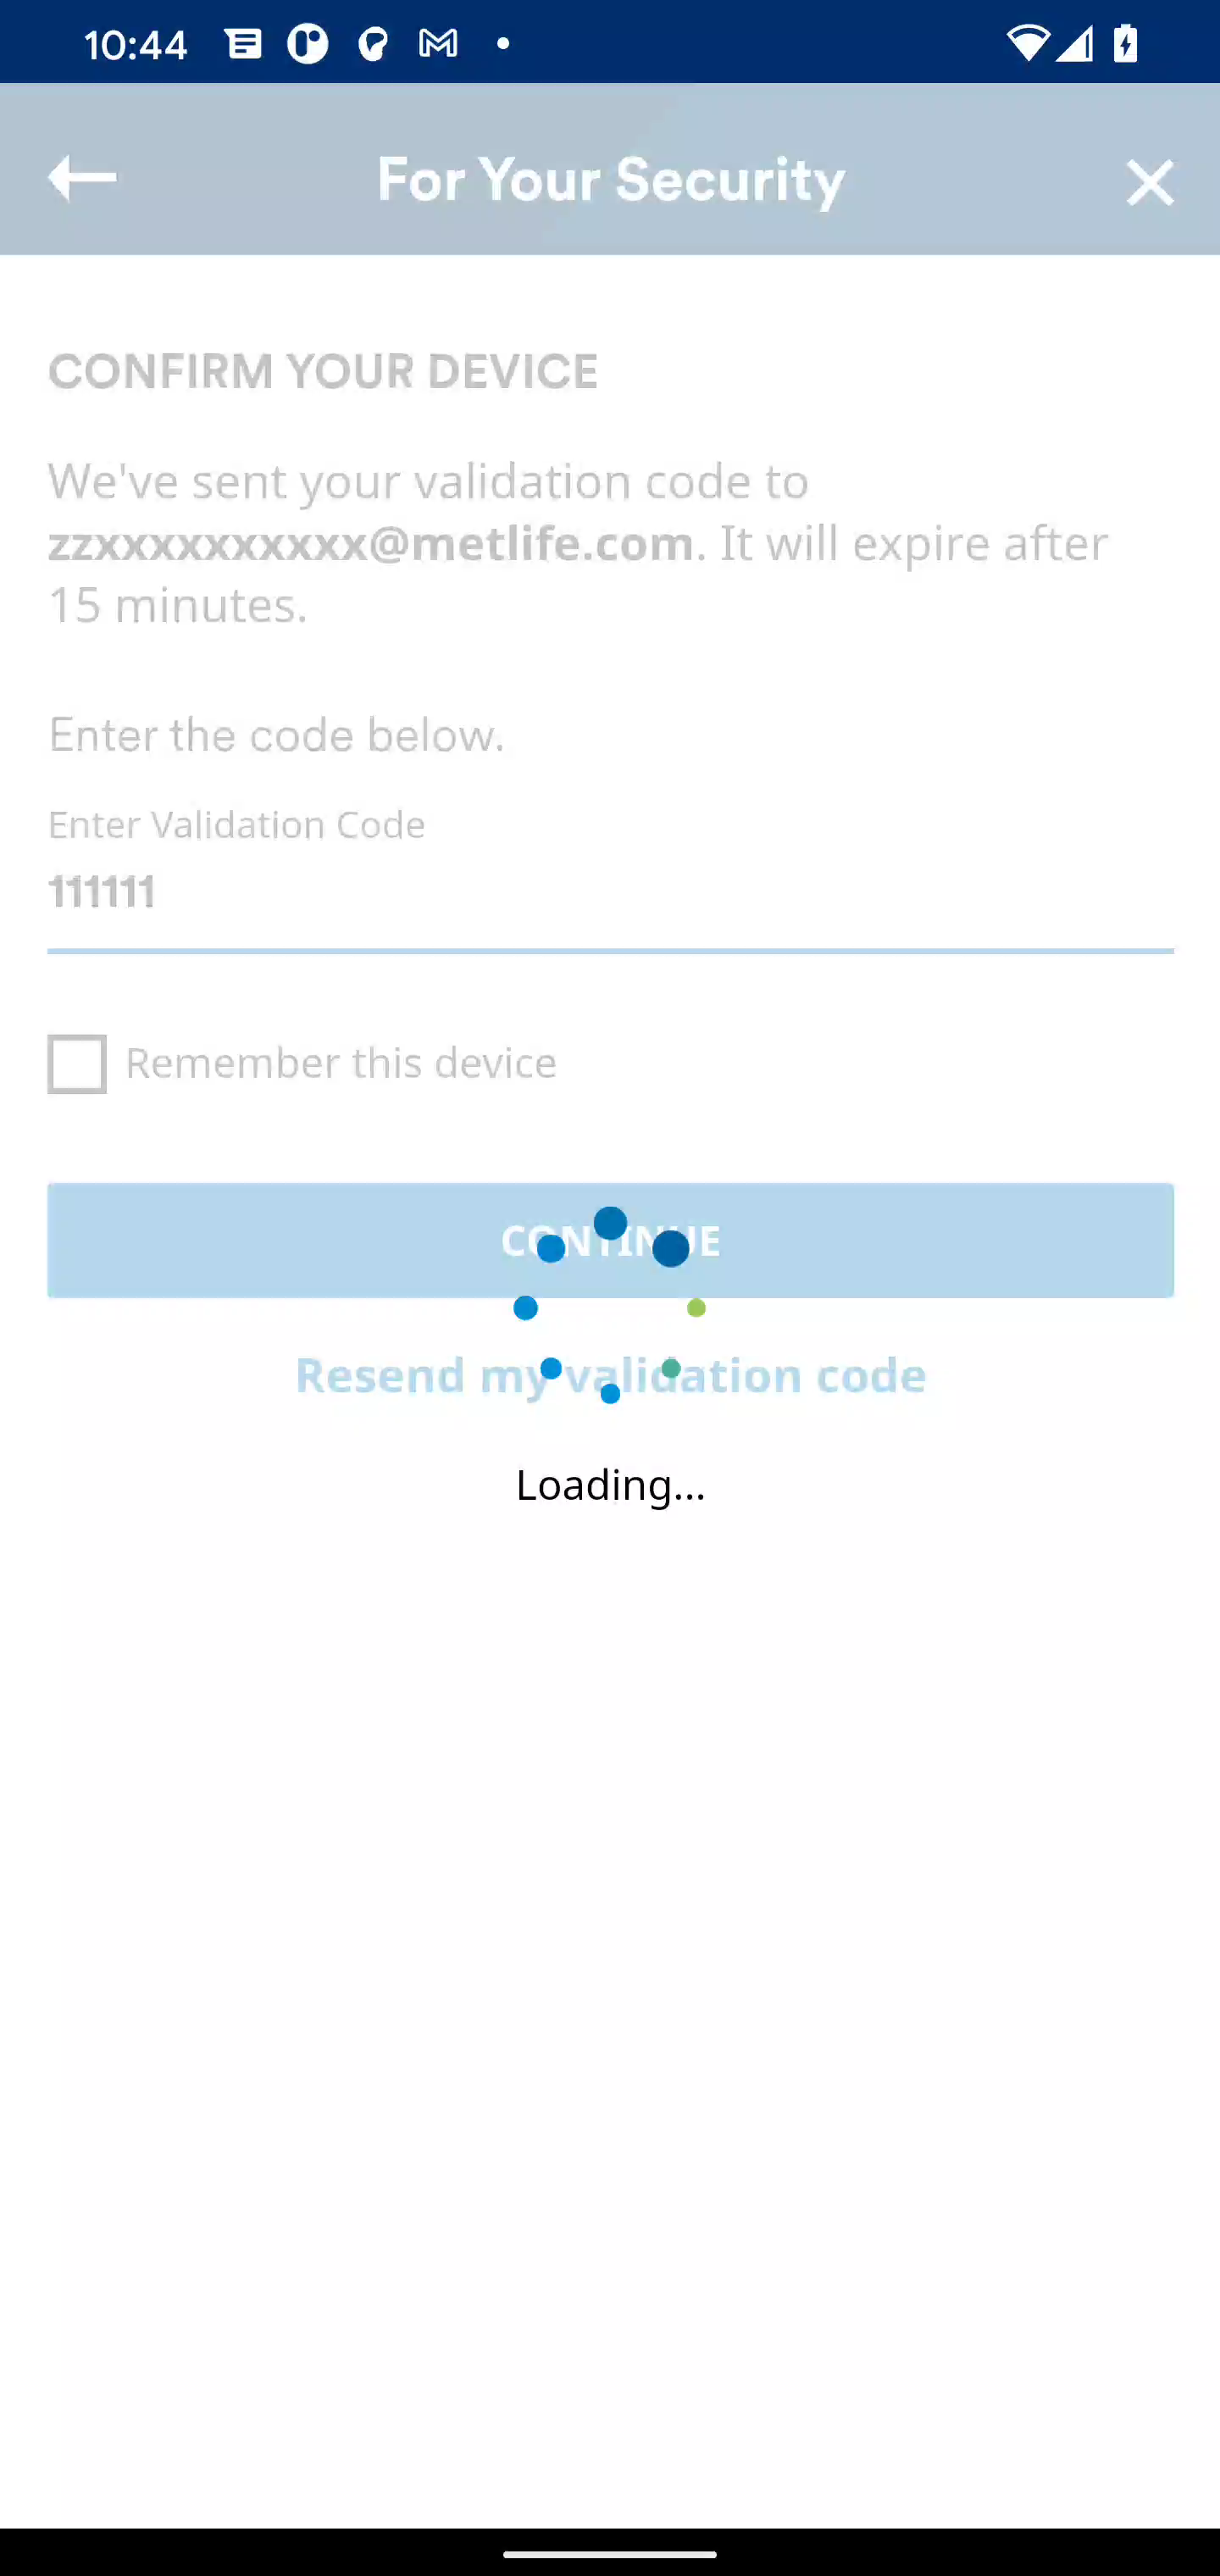 10:44
For Your Security
CONFIRM YOUR DEVICE
We've sent your validation code to
zzxxxxxxxxxx@metlife.com. It will expire after
15 minutes.
Enter the code below.
Enter Validation Code
111111
Remember this device
CONTINUE
Resend my validation code
Loading...